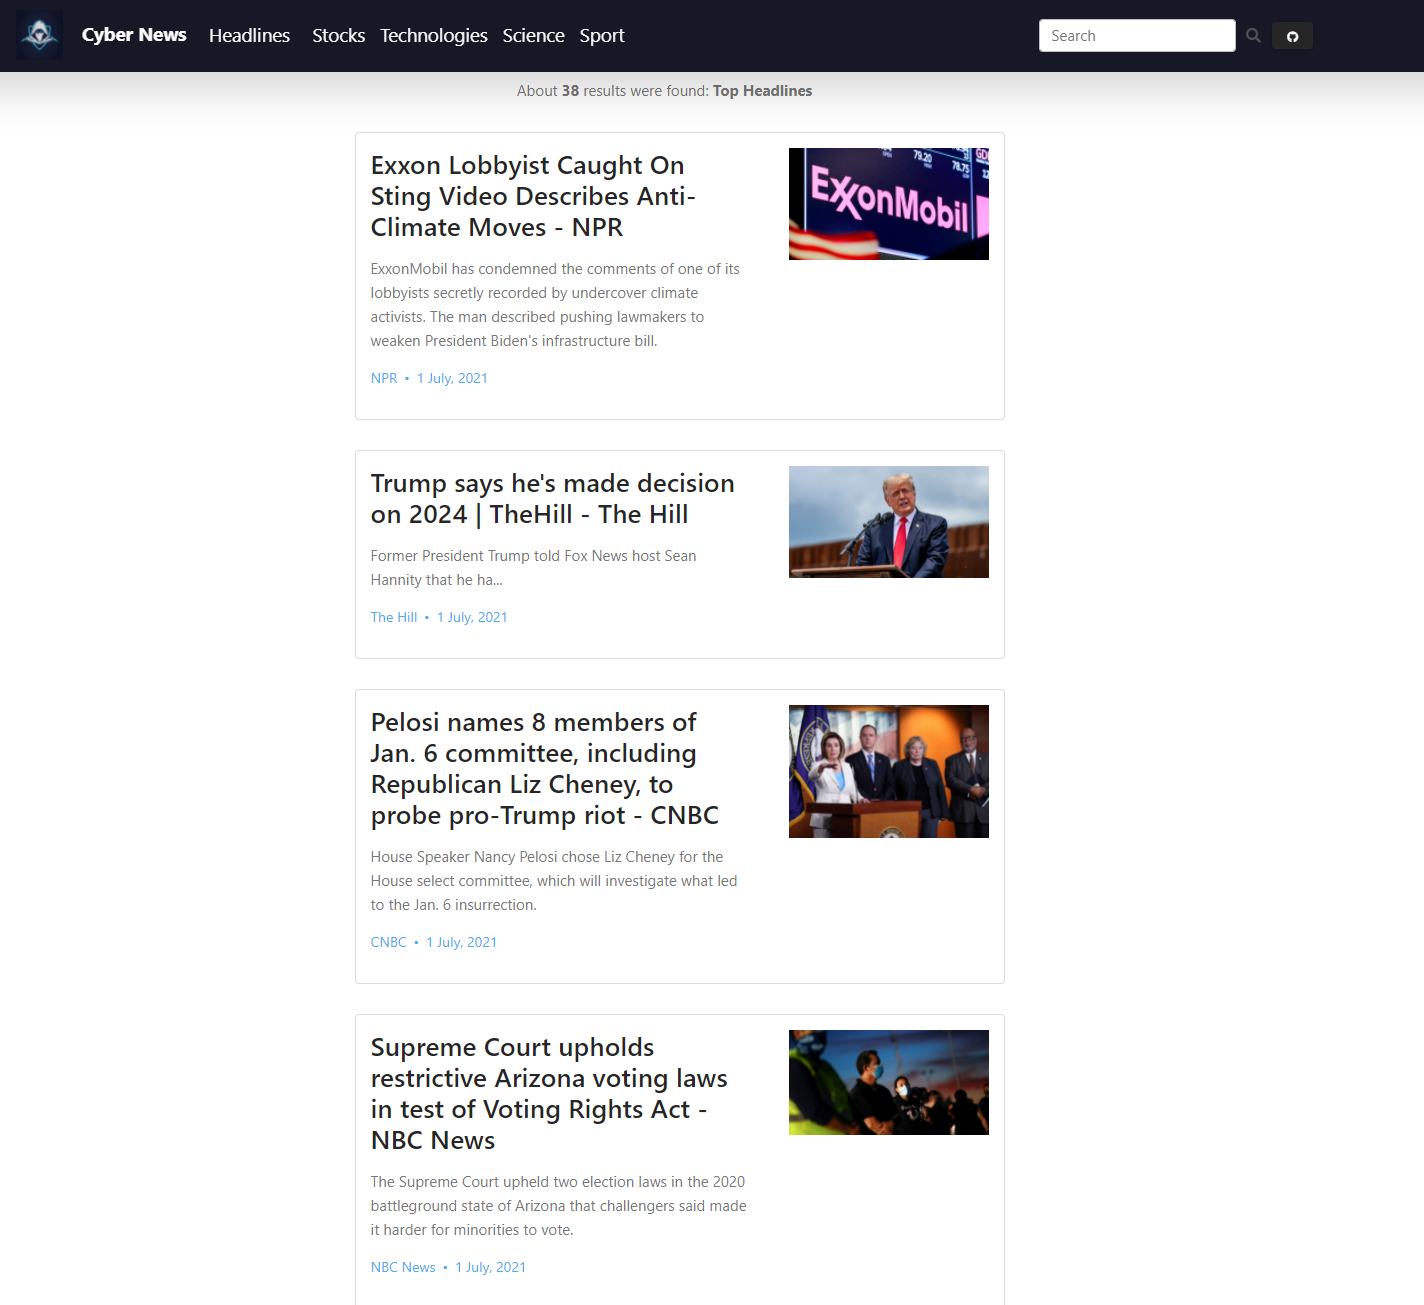 Cyber News Headlines Stocks Technologies Science Sport Search
About 38 results were found: Top Headlines
Exxon Lobbyist Caught On
Sting Video Describes Anti-
Climate Moves - NPR
79.20
78.75
ExxonMobil
ExxonMobil has condemned the comments of one of its
lobbyists secretly recorded by undercover climate
activists. The man described pushing lawmakers to
weaken President Biden's infrastructure bill.
NPR • 1 July, 2021
Trump says he's made decision
on 2024 | TheHill - The Hill
Former President Trump told Fox News host Sean
Hannity that he ha...
The Hill • 1 July, 2021
Pelosi names 8 members of
Jan. 6 committee, including
Republican Liz Cheney, to
probe pro-Trump riot - CNBC
House Speaker Nancy Pelosi chose Liz Cheney for the
House select committee, which will investigate what led
to the Jan. 6 insurrection.
CNBC • 1 July, 2021
Supreme Court upholds
restrictive Arizona voting laws
in test of Voting Rights Act -
NBC News
The Supreme Court upheld two election laws in the 2020
battleground state of Arizona that challengers said made
it harder for minorities to vote.
NBC News • 1 July, 2021